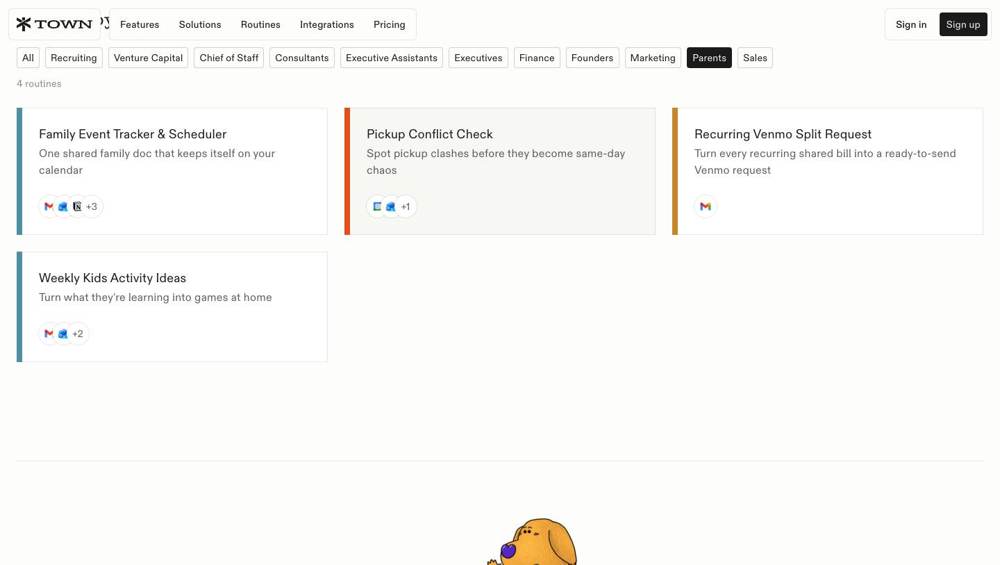 TOWN
Features
Solutions
Routines
Integrations
Pricing
Sign in
Sign up
All
Recruiting
Venture Capital
Chief of Staff
Consultants
Executive Assistants
Executives
Finance
Founders
Marketing
Parents
Sales
4 routines
Family Event Tracker & Scheduler
One shared family doc that keeps itself on your
calendar
+3
Pickup Conflict Check
Spot pickup clashes before they become same-day
chaos
+1
Recurring Venmo Split Request
Turn every recurring shared bill into a ready-to-send
Venmo request
Weekly Kids Activity Ideas
Turn what they're learning into games at home
+2